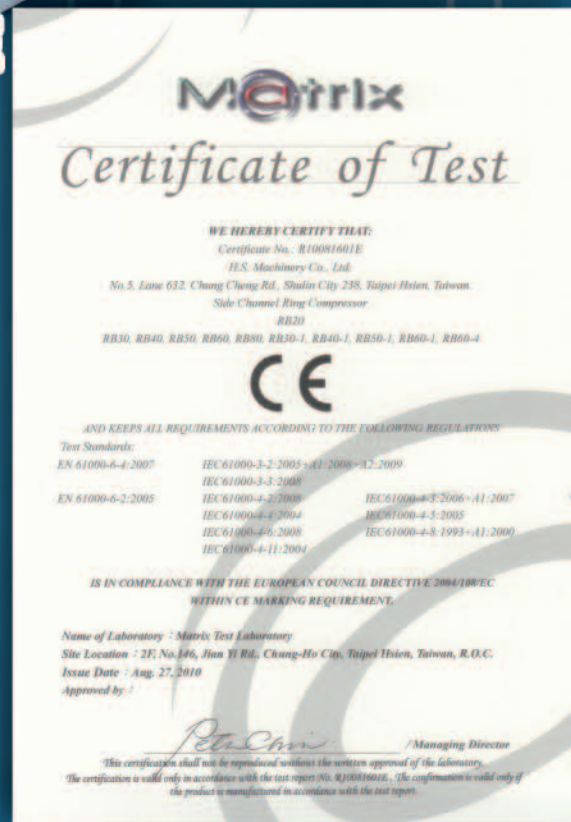 Matrix
Certificate of Test
WE HEREBY CERTIFY THAT:
Certificate No.: R10081601E
H.S. Machinery Co., Ltd.
No.5, Lane 632, Chung Cheng Rd., Shulin City 238, Taipei Hsien, Taiwan.
Side Channel Ring Compressor
RB20
RB30, RB40, RB50, RB60, RB80, RB30-1, RB40-1, RB50-1, RB60-1, RB60-4
CE
AND KEEPS ALL REQUIREMENTS ACCORDING TO THE FOLLOWING REGULATIONS
Test Standards:
EN 61000-6-4:2007 IEC61000-3-2:2005+A1:2008+A2:2009
IEC61000-3-3:2008
EN 61000-6-2:2005 IEC61000-4-2:2008 IEC61000-4-3:2006+A1:2007
IEC61000-4-4:2004 IEC61000-4-5:2005
IEC61000-4-6:2008 IEC61000-4-8:1993+A1:2000
IEC61000-4-11:2004
IS IN COMPLIANCE WITH THE EUROPEAN COUNCIL DIRECTIVE 2004/108/EC
WITHIN CE MARKING REQUIREMENT.
Name of Laboratory : Matrix Test Laboratory
Site Location : 2F, No.146, Jian Yi Rd., Chung-Ho City, Taipei Hsien, Taiwan, R.O.C.
Issue Date : Aug. 27, 2010
Approved by :
/ Managing Director
This certification shall not be reproduced without the written approval of the laboratory.
The certification is valid only in accordance with the test report No. R10081601E . The confirmation is valid only if
the product is manufactured in accordance with the test report.